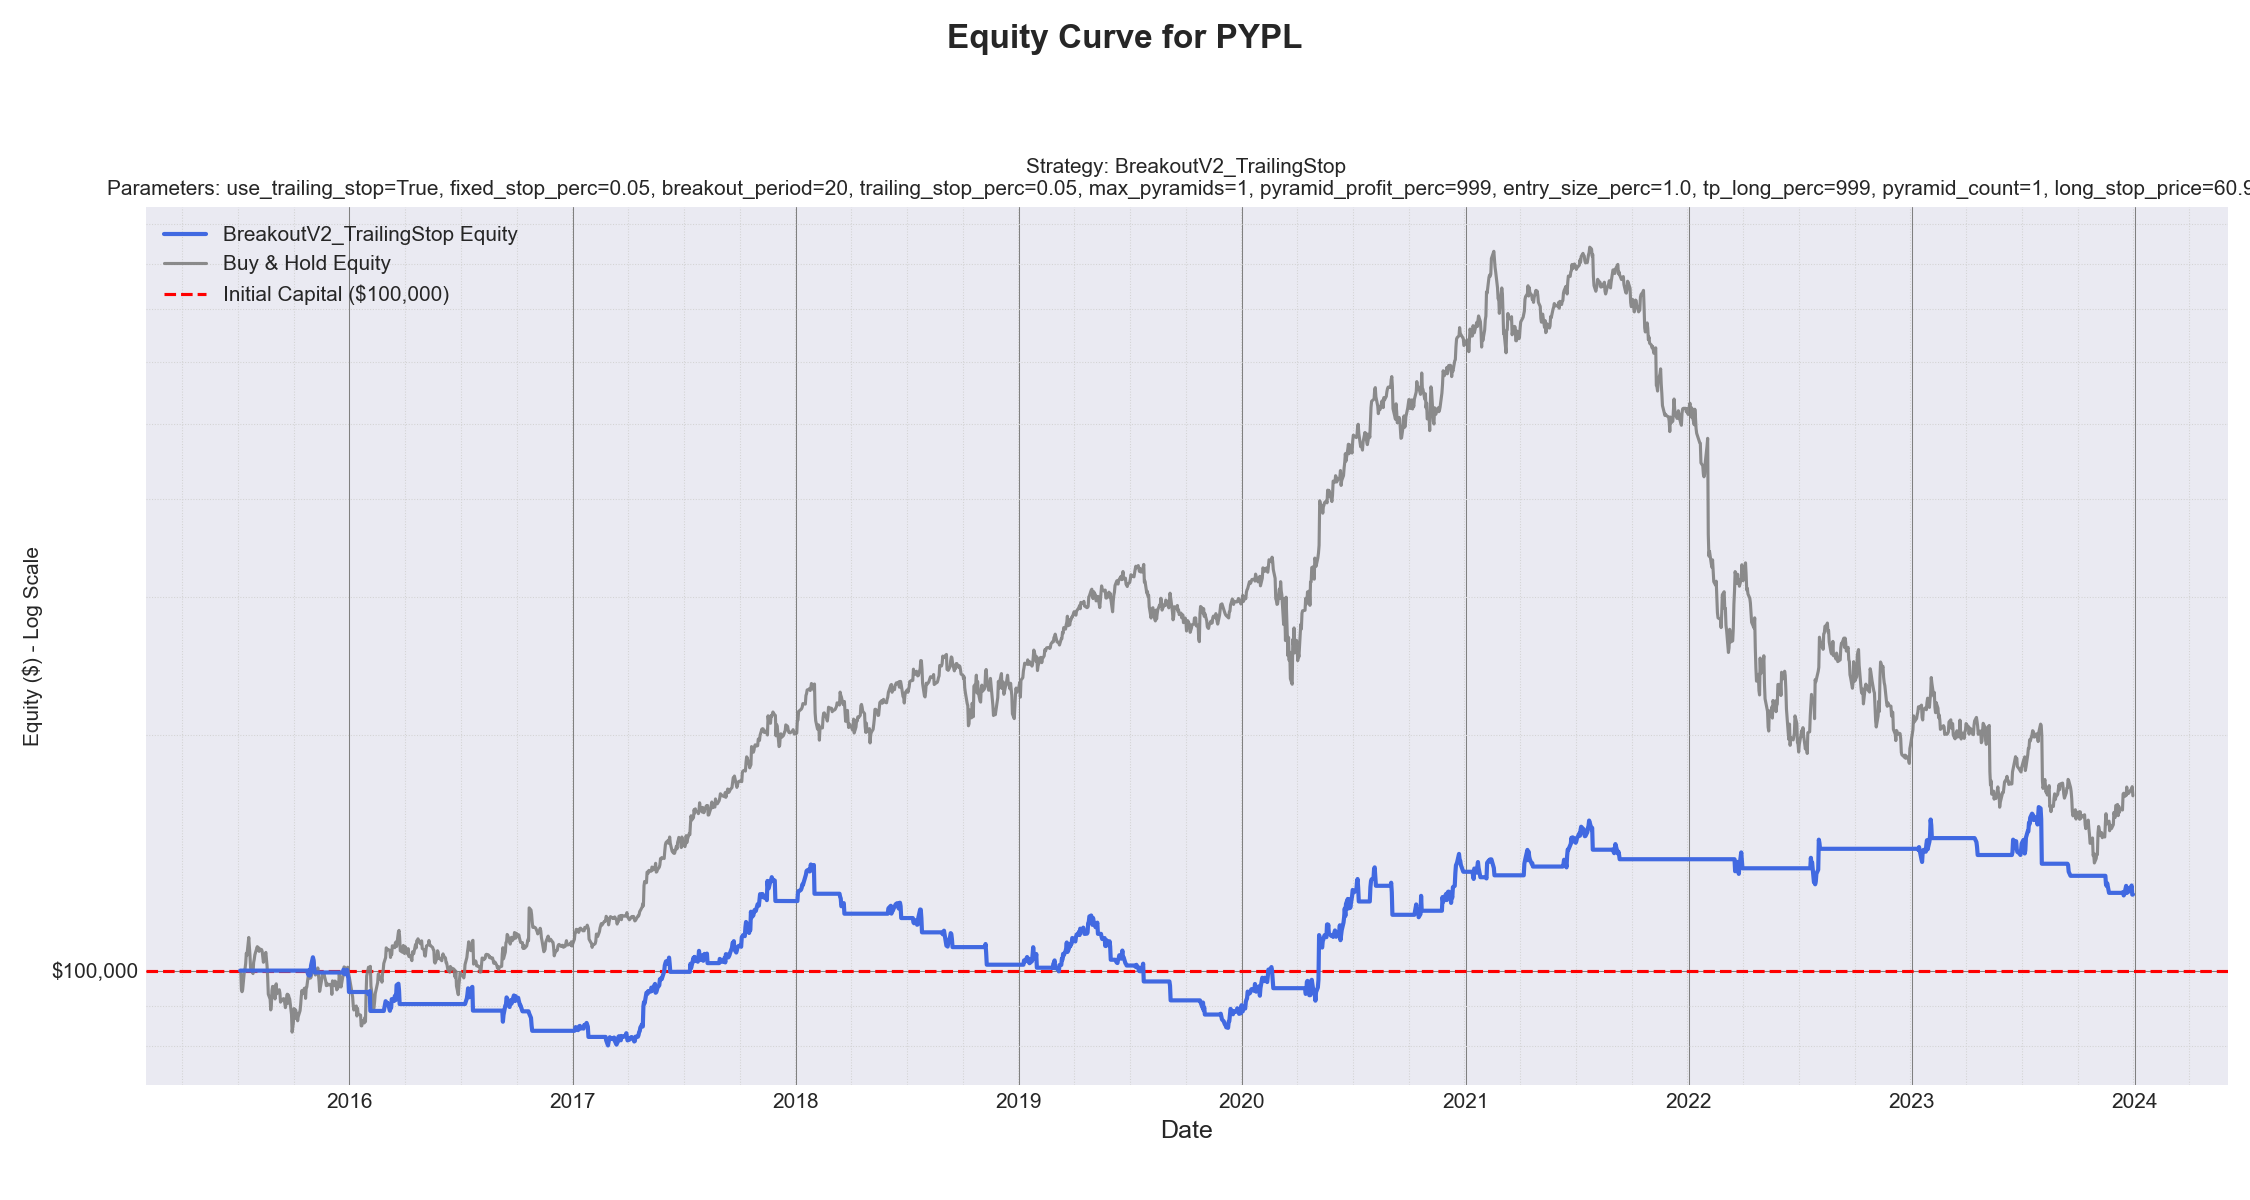 Equity Curve for PYPL
Strategy: BreakoutV2_TrailingStop
Parameters: use_trailing_stop=True, fixed_stop_perc=0.05, breakout_period=20, trailing_stop_perc=0.05, max_pyramids=1, pyramid_profit_perc=999, entry_size_perc=1.0, tp_long_perc=999, pyramid_count=1, long_stop_price=60.9
BreakoutV2_TrailingStop Equity
Buy & Hold Equity
Initial Capital ($100,000)
Equity ($) - Log Scale
$100,000
2016 2017 2018 2019 2020 2021 2022 2023 2024
Date